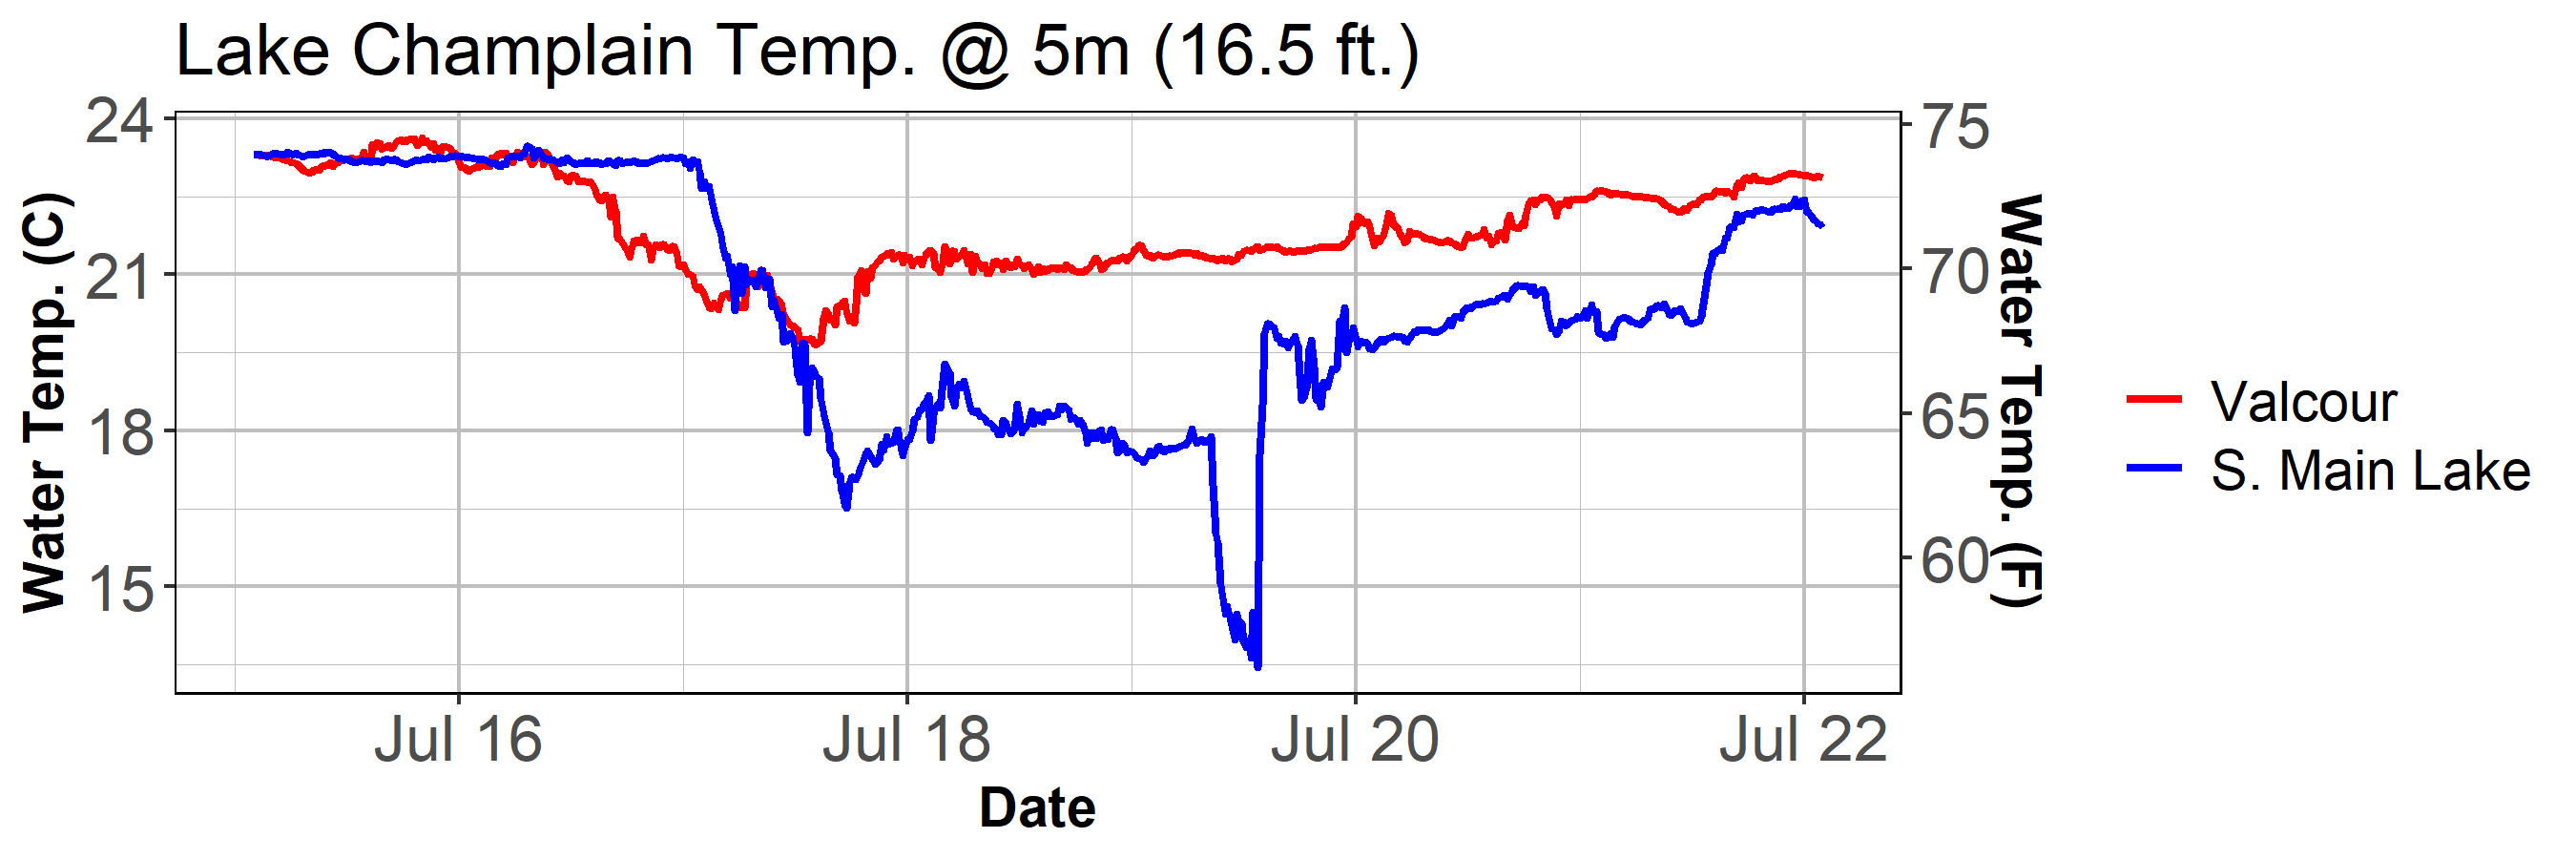 Lake Champlain Temp. @ 5m (16.5 ft.)
Water Temp. (C)
24
21
18
15
75
70
65
60
Water Temp. (F)
Jul 16
Jul 18
Jul 20
Jul 22
Date
Valcour
S. Main Lake